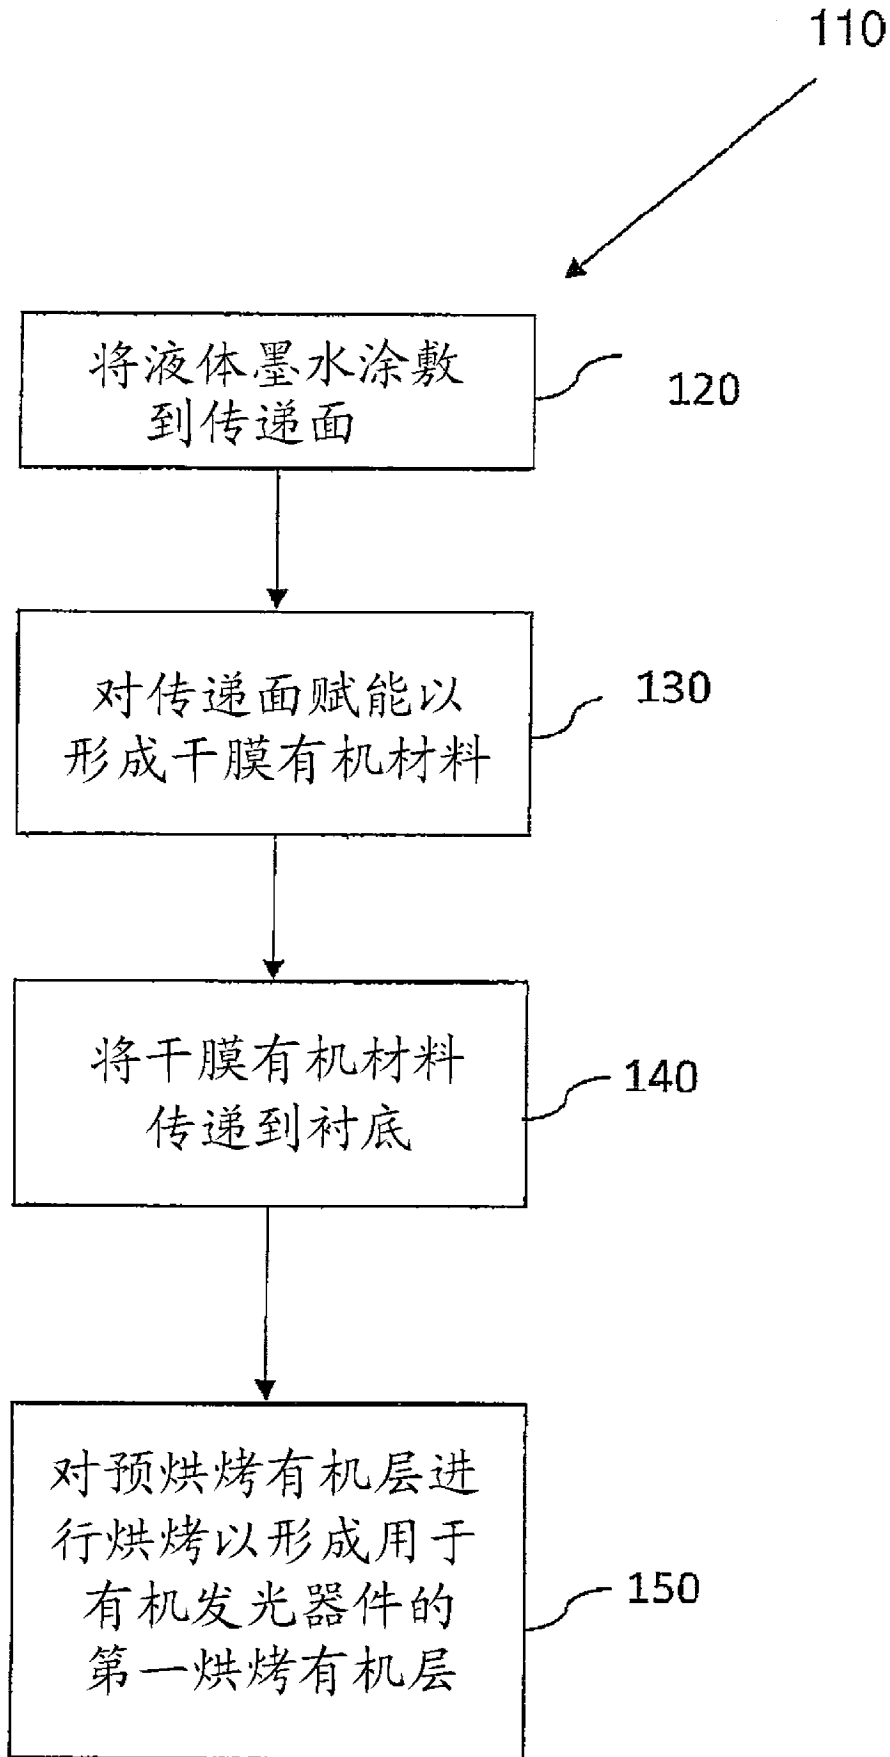 110
将液体墨水涂敷
到传递面
120
对传递面赋能以
形成干膜有机材料
130
将干膜有机材料
传递到衬底
140
对预烘烤有机层进
行烘烤以形成用于
有机发光器件的
第一烘烤有机层
150